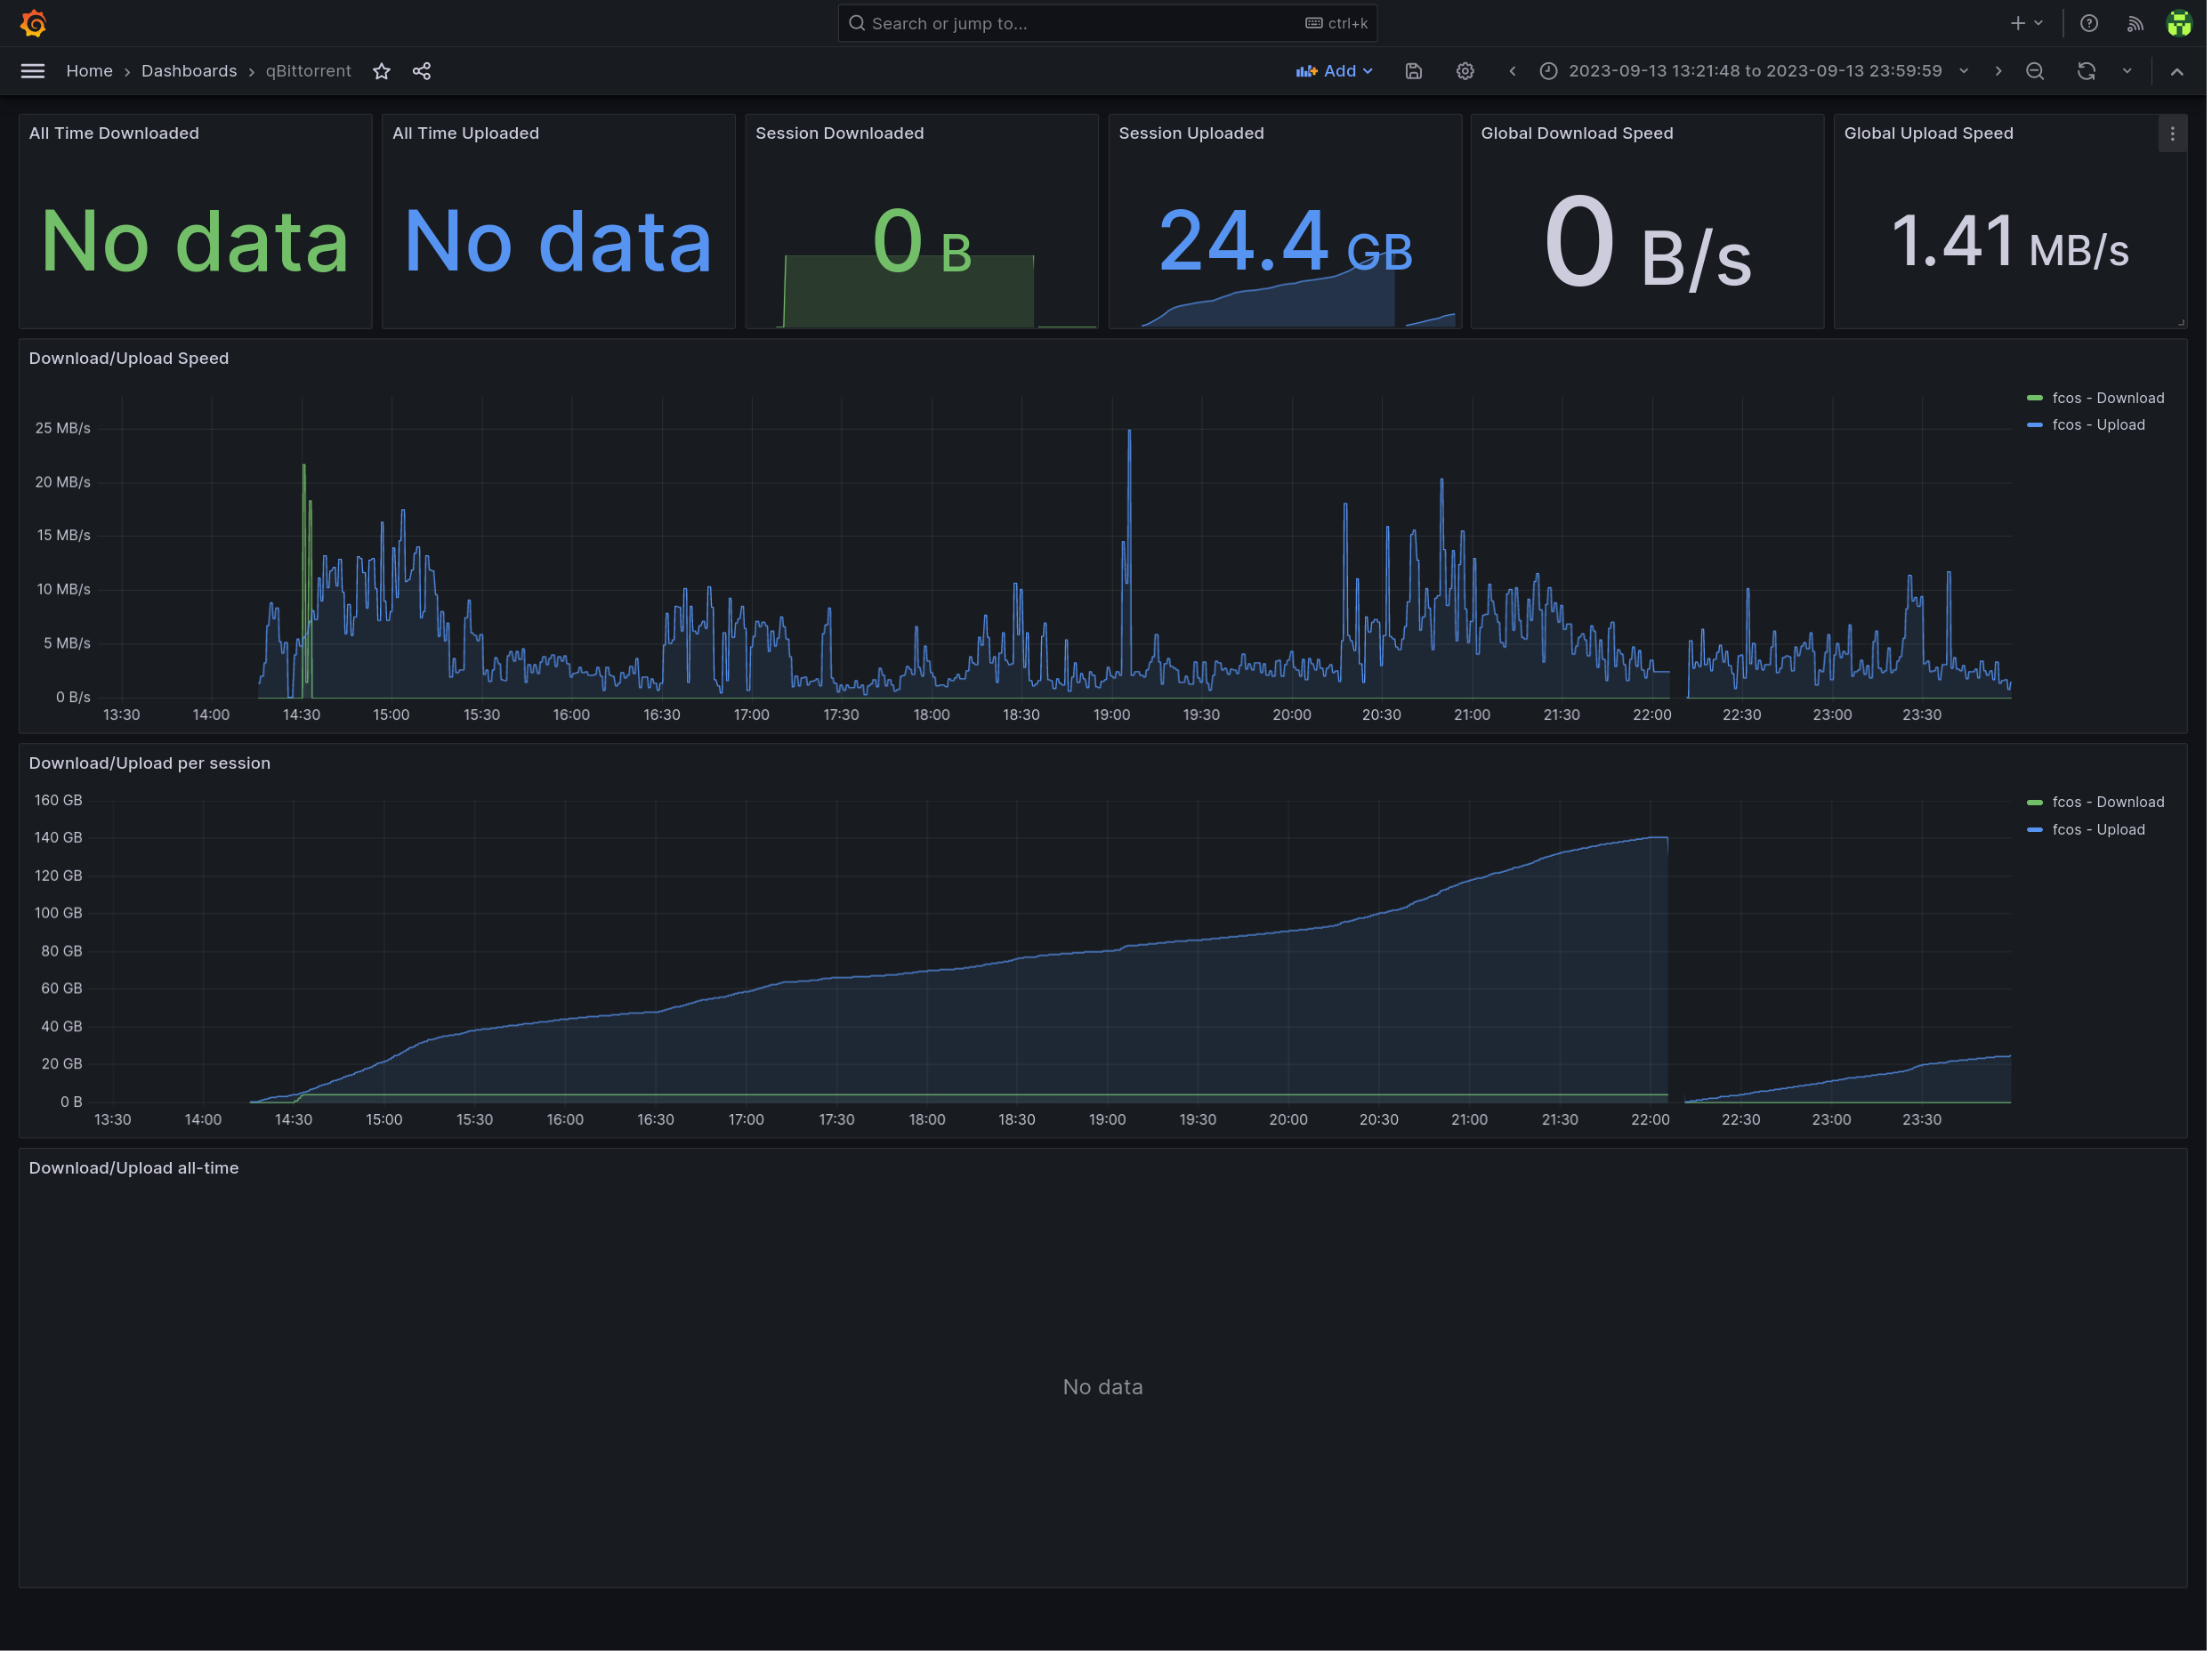 Search or jump to... ctrl+k
Home › Dashboards › qBittorrent Add 2023-09-13 13:21:48 to 2023-09-13 23:59:59
All Time Downloaded
No data
All Time Uploaded
No data
Session Downloaded
0 B
Session Uploaded
24.4 GB
Global Download Speed
0 B/s
Global Upload Speed
1.41 MB/s
Download/Upload Speed
25 MB/s
20 MB/s
15 MB/s
10 MB/s
5 MB/s
0 B/s
13:30 14:00 14:30 15:00 15:30 16:00 16:30 17:00 17:30 18:00 18:30 19:00 19:30 20:00 20:30 21:00 21:30 22:00 22:30 23:00 23:30
fcos - Download
fcos - Upload
Download/Upload per session
160 GB
140 GB
120 GB
100 GB
80 GB
60 GB
40 GB
20 GB
0 B
13:30 14:00 14:30 15:00 15:30 16:00 16:30 17:00 17:30 18:00 18:30 19:00 19:30 20:00 20:30 21:00 21:30 22:00 22:30 23:00 23:30
fcos - Download
fcos - Upload
Download/Upload all-time
No data